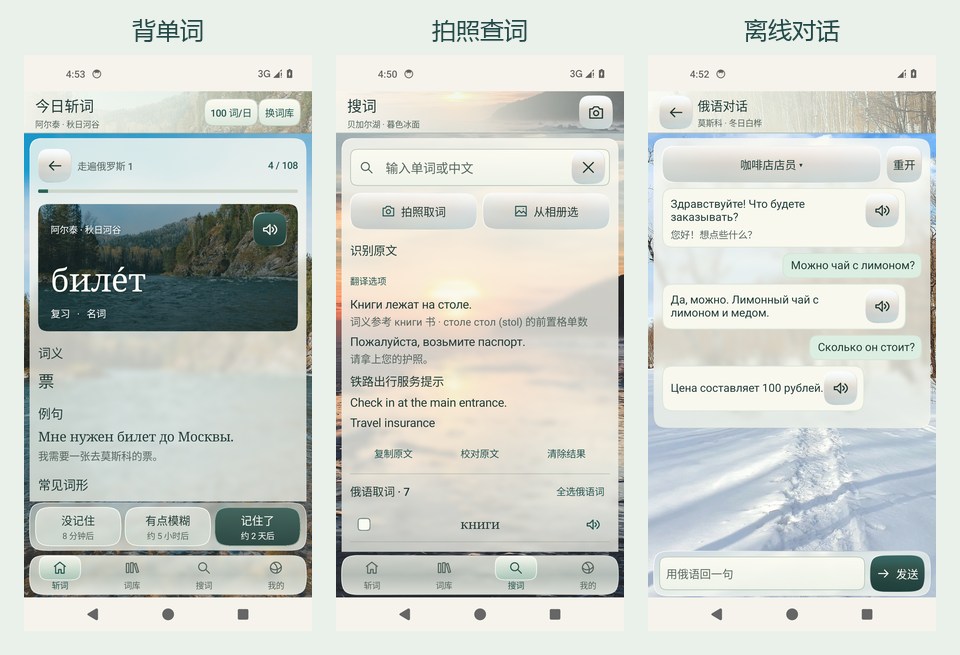 背单词
拍照查词
离线对话
4:53
3G
今日斩词
阿尔泰 · 秋日河谷
100 词/日
换词库
走遍俄罗斯 1
4 / 108
阿尔泰 · 秋日河谷
биле́т
复习 · 名词
词义
票
例句
Мне нужен билет до Москвы.
我需要一张去莫斯科的票。
常见词形
没记住
8 分钟后
有点模糊
约 5 小时后
记住了
约 2 天后
斩词
词库
搜词
我的
4:50
3G
搜词
贝加尔湖 · 暮色冰面
输入单词或中文
拍照取词
从相册选
识别原文
翻译选项
Книги лежат на столе.
词义参考 книги 书 · столе стол (stol) 的前置格单数
Пожалуйста, возьмите паспорт.
请拿上您的护照。
铁路出行服务提示
Check in at the main entrance.
Travel insurance
复制原文
校对原文
清除结果
俄语取词 · 7
全选俄语词
книги
斩词
词库
搜词
我的
4:52
俄语对话
莫斯科 · 冬日白桦
咖啡店店员
重开
Здравствуйте! Что будете
заказывать?
您好！想点些什么？
Можно чай с лимоном?
Да, можно. Лимонный чай с
лимоном и медом.
Сколько он стоит?
Цена составляет 100 рублей.
用俄语回一句
发送